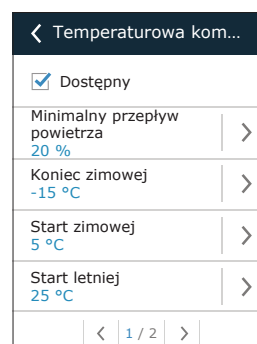 Temperaturowa kom...
Dostępny
Minimalny przepływ
powietrza
20 %
Koniec zimowej
-15 °C
Start zimowej
5 °C
Start letniej
25 °C
1 / 2